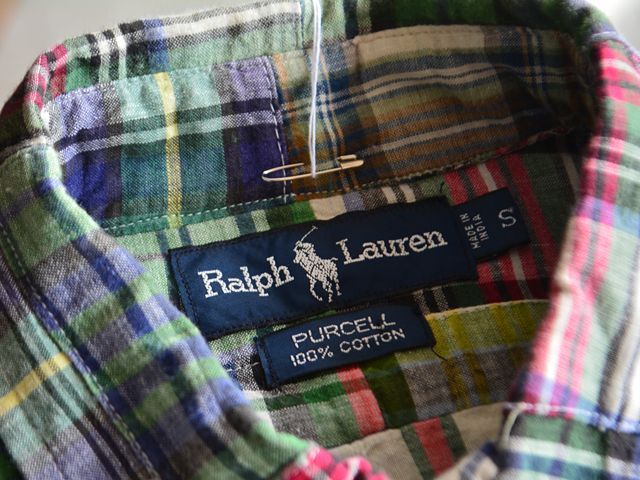 Ralph Lauren
MADE IN
INDIA
S
PURCELL
100% COTTON